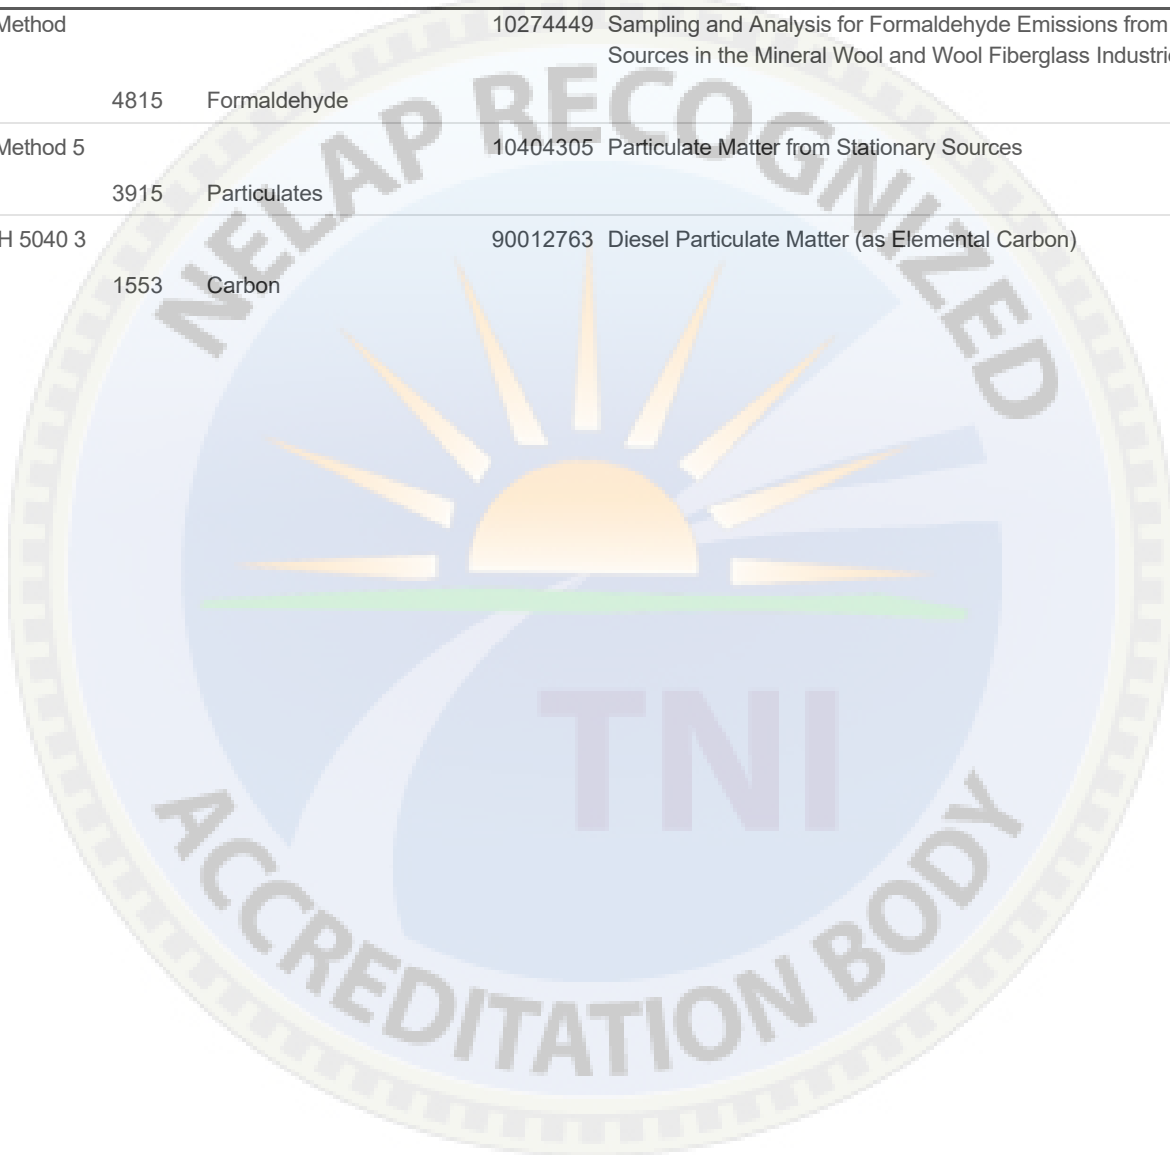 Method 10274449 Sampling and Analysis for Formaldehyde Emissions from
Sources in the Mineral Wool and Wool Fiberglass
4815 Formaldehyde
Method 5 10404305 Particulate Matter from Stationary Sources
3915 Particulates
5040 3 90012763 Diesel Particulate Matter (as Elemental Carbon)
1553 Carbon
NELAP RECOGNIZED
TNI
ACCREDITATION BODY